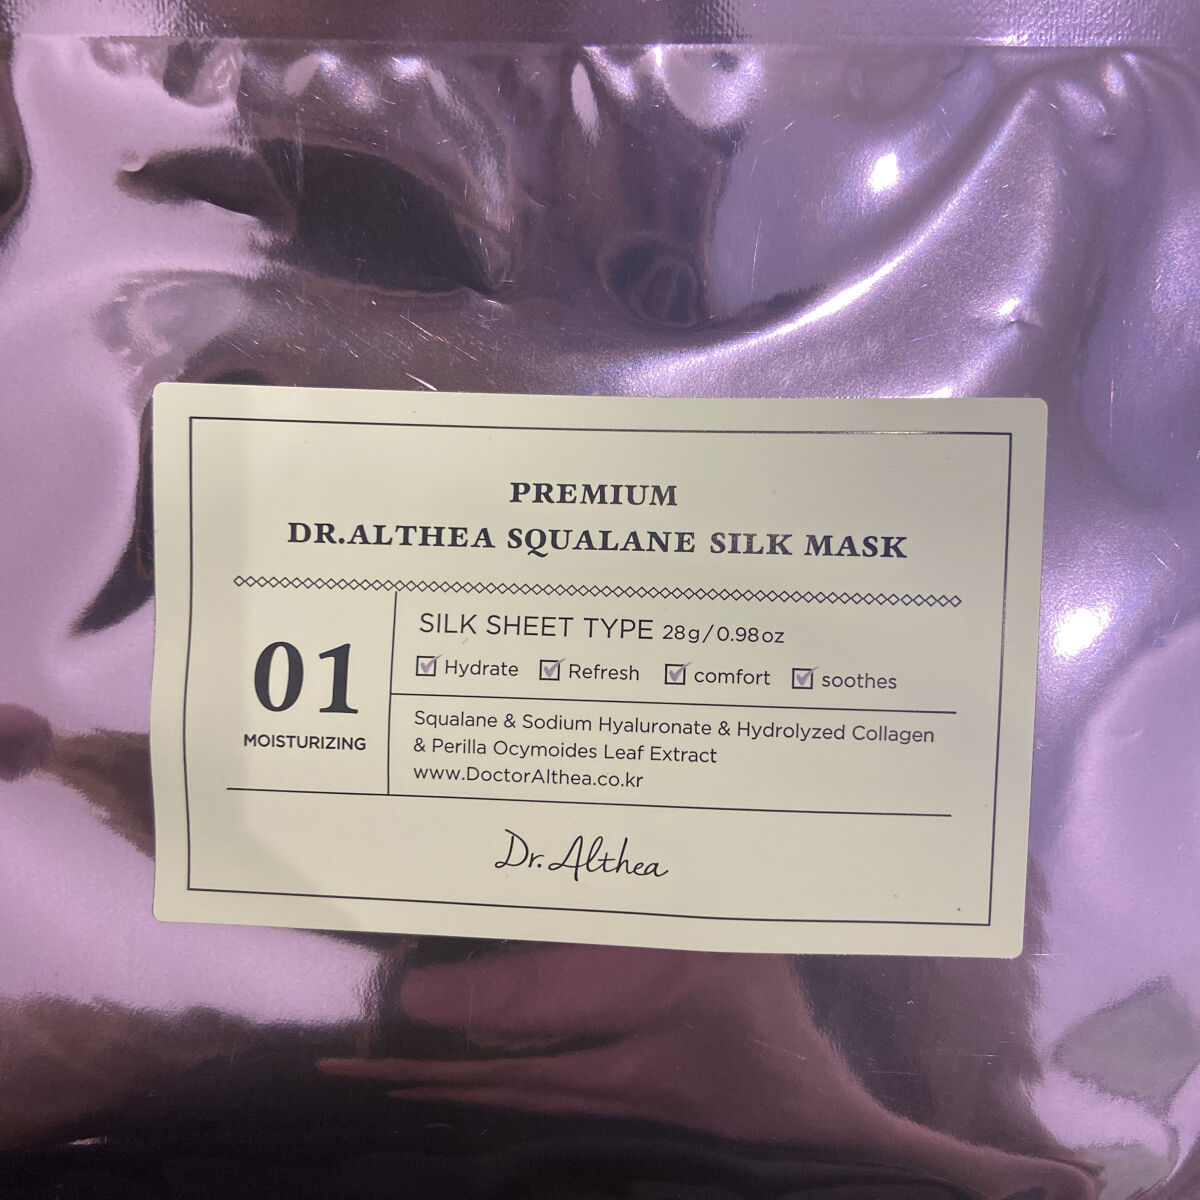 PREMIUM
DR.ALTHEA SQUALANE SILK MASK
01
MOISTURIZING
SILK SHEET TYPE 28g/0.98oz
Hydrate Refresh comfort soothes
Squalane & Sodium Hyaluronate & Hydrolyzed Collagen
& Perilla Ocymoides Leaf Extract
www.DoctorAlthea.co.kr
Dr.Althea